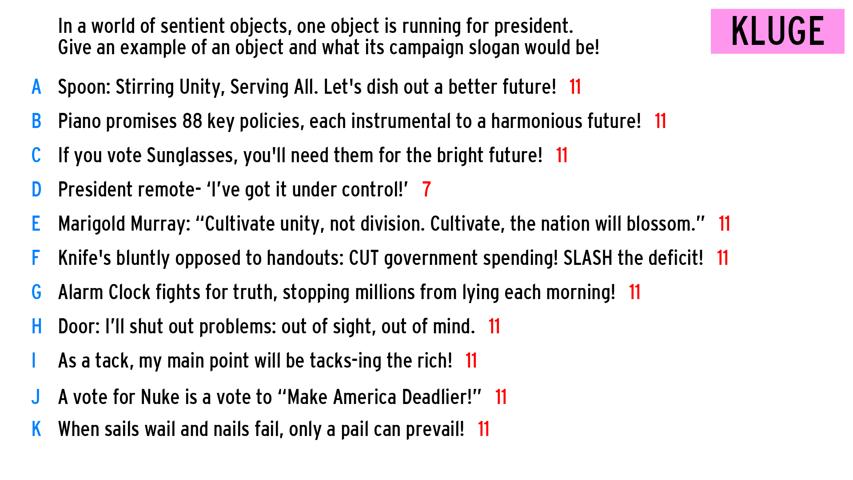 In a world of sentient objects, one object is running for president.
Give an example of an object and what its campaign slogan would be!
KLUGE
A Spoon: Stirring Unity, Serving All. Let's dish out a better future! 11
B Piano promises 88 key policies, each instrumental to a harmonious future! 11
C If you vote Sunglasses, you'll need them for the bright future! 11
D President remote- ‘I’ve got it under control!’ 7
E Marigold Murray: “Cultivate unity, not division. Cultivate, the nation will blossom.” 11
F Knife's bluntly opposed to handouts: CUT government spending! SLASH the deficit! 11
G Alarm Clock fights for truth, stopping millions from lying each morning! 11
H Door: I’ll shut out problems: out of sight, out of mind. 11
I As a tack, my main point will be tacks-ing the rich! 11
J A vote for Nuke is a vote to “Make America Deadlier!” 11
K When sails wail and nails fail, only a pail can prevail! 11